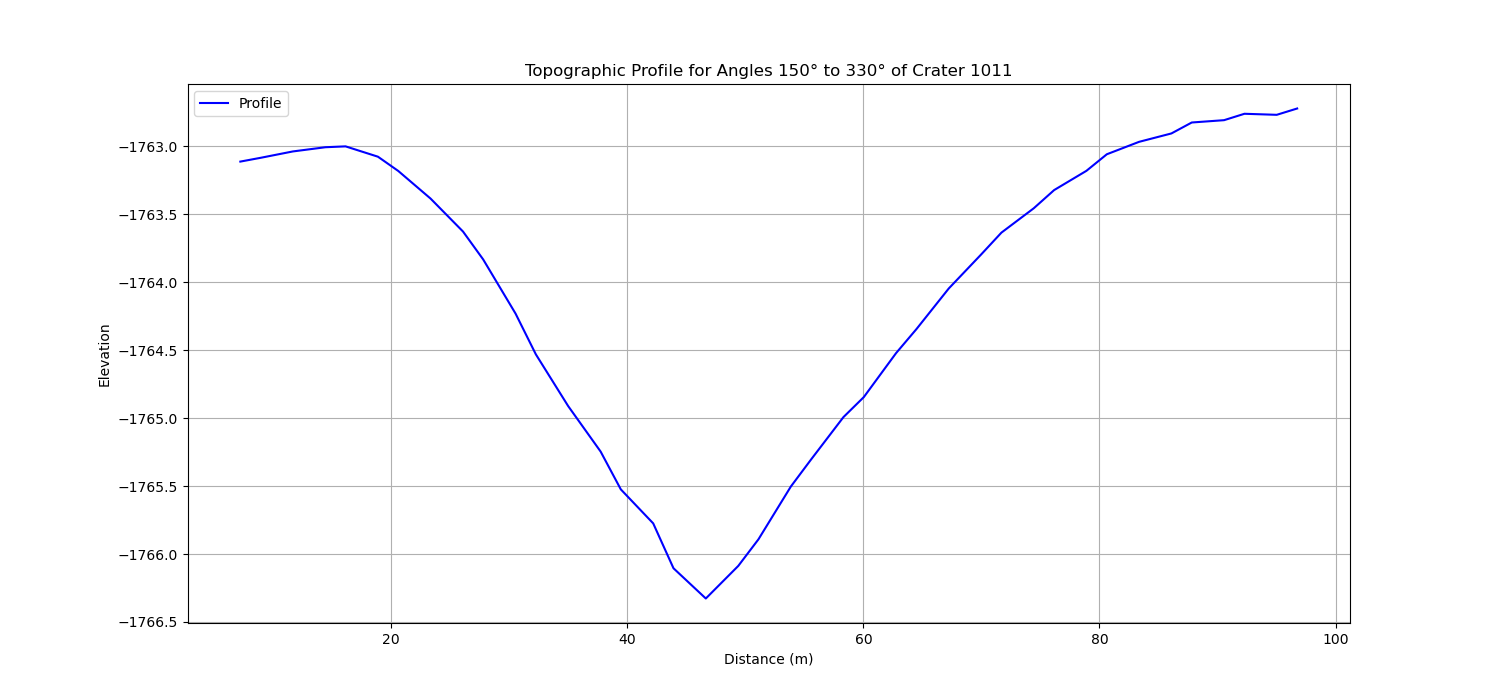 Topographic Profile for Angles 150° to 330° of Crater 1011
Profile
−1763.0
−1763.5
−1764.0
−1764.5
−1765.0
−1765.5
−1766.0
−1766.5
Elevation
20 40 60 80 100
Distance (m)